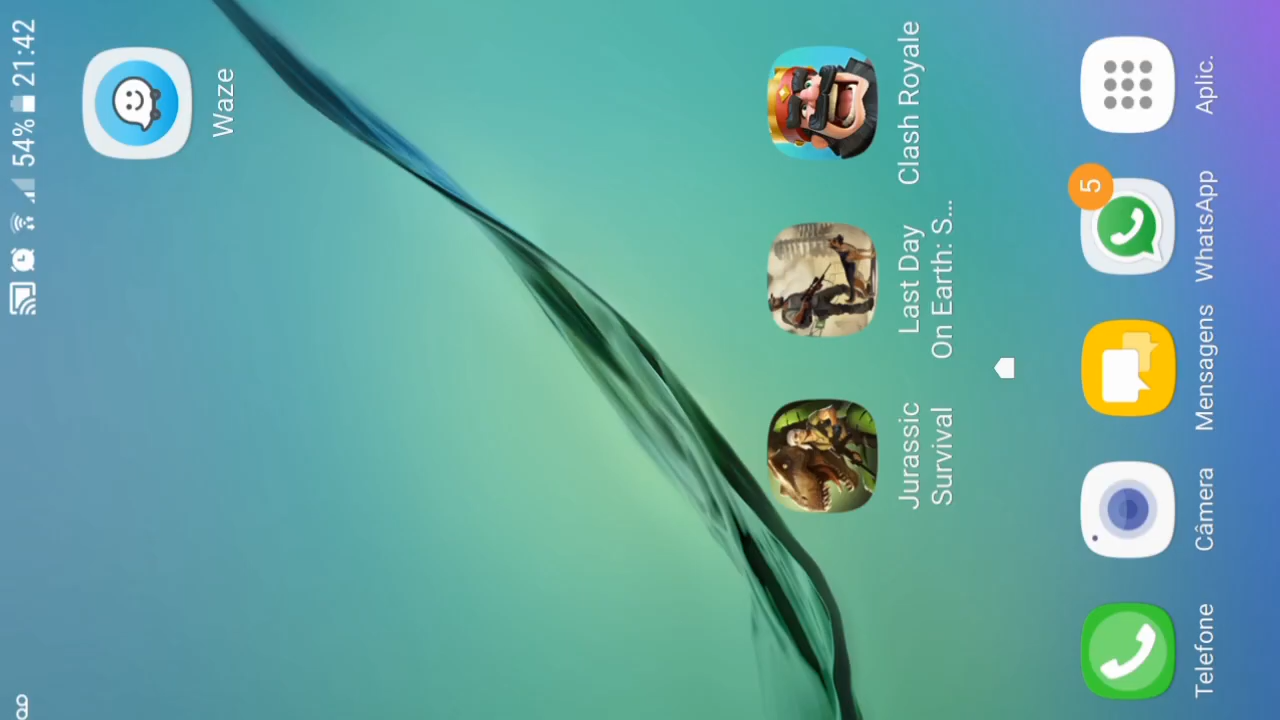 54% 21:42
Waze
Jurassic
Survival
Last Day
On Earth: S...
Clash Royale
5
Telefone
Câmera
Mensagens
WhatsApp
Aplic.